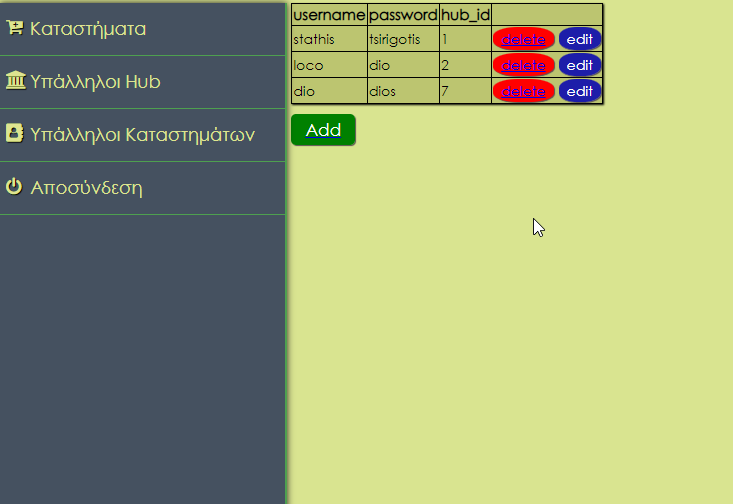 Καταστήματα
Υπάλληλοι Hub
Υπάλληλοι Καταστημάτων
Αποσύνδεση
username password hub_id
stathis tsirigotis 1 delete edit
loco dio 2 delete edit
dio dios 7 delete edit
Add